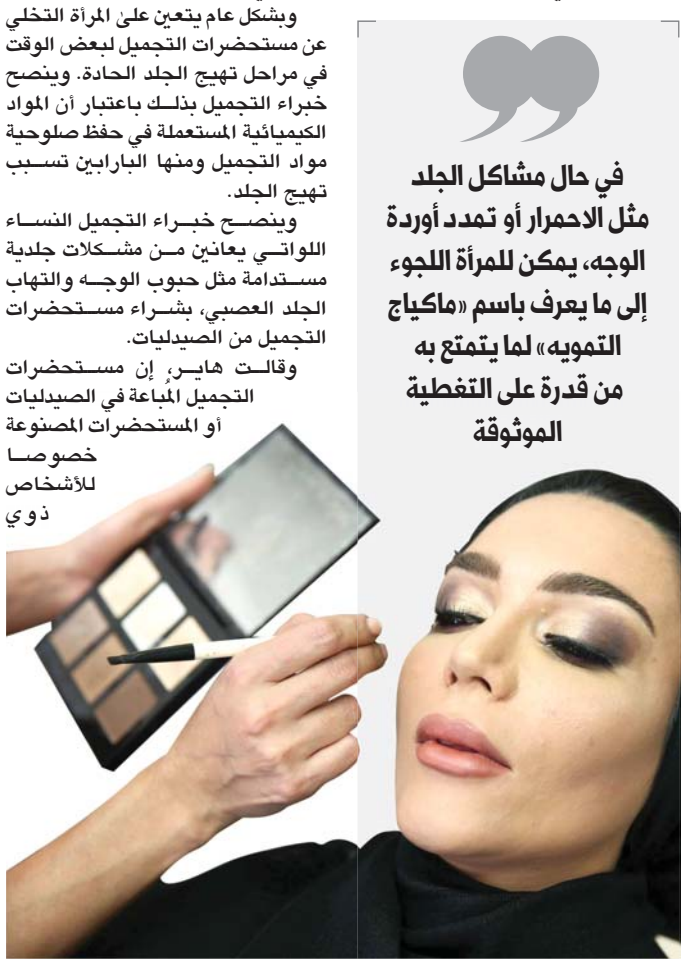 في حال مشاكل الجلد
مثل الاحمرار أو تمدد أوردة
الوجه، يمكن للمرأة اللجوء
إلى ما يعرف باسم «ماكياج
التمويه» لما يتمتع به
من قدرة على التغطية
الموثوقة
وبشكل عام يتعين على المرأة التخلي
عن مستحضرات التجميل لبعض الوقت
في مراحل تهيج الجلد الحادة. وينصح
خبراء التجميل بذلك باعتبار أن المواد
الكيميائية المستعملة في حفظ صلوحية
مواد التجميل ومنها البارابين تسبب
تهيج الجلد.
وينصح خبراء التجميل النساء
اللواتي يعانين من مشكلات جلدية
مستدامة مثل حبوب الوجه والتهاب
الجلد العصبي، بشراء مستحضرات
التجميل من الصيدليات.
وقالت هاير، إن مستحضرات
التجميل المُباعة في الصيدليات
أو المستحضرات المصنوعة
خصوصا
للأشخاص
ذوي